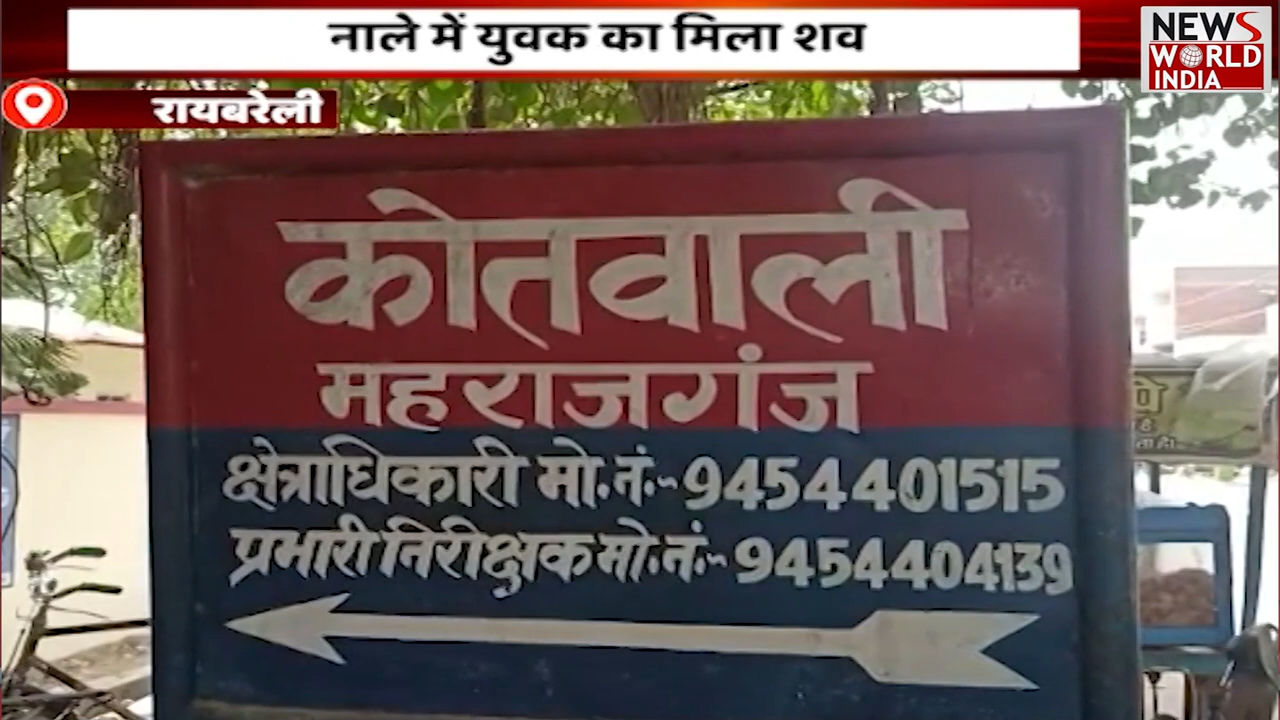 नाले में युवक का मिला शव
NEWS
WORLD
INDIA
रायबरेली
कोतवाली
महराजगंज
क्षेत्राधिकारी मो.नं.-9454401515
प्रभारी निरीक्षक मो.नं.-9454404139